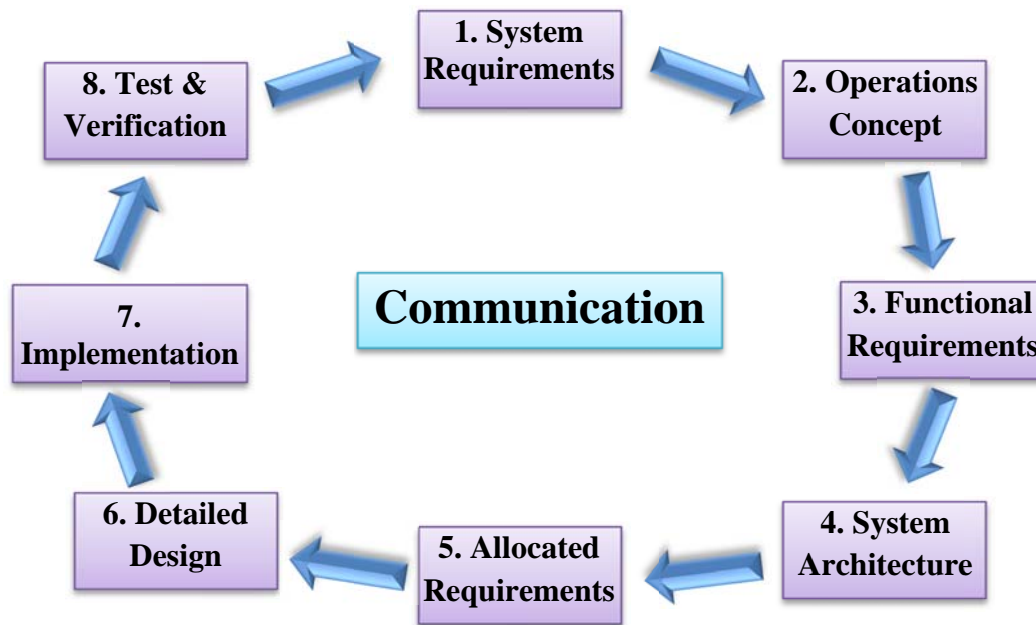 1. System
Requirements
2. Operations
Concept
3. Functional
Requirements
4. System
Architecture
5. Allocated
Requirements
6. Detailed
Design
7.
Implementation
8. Test &
Verification
Communication